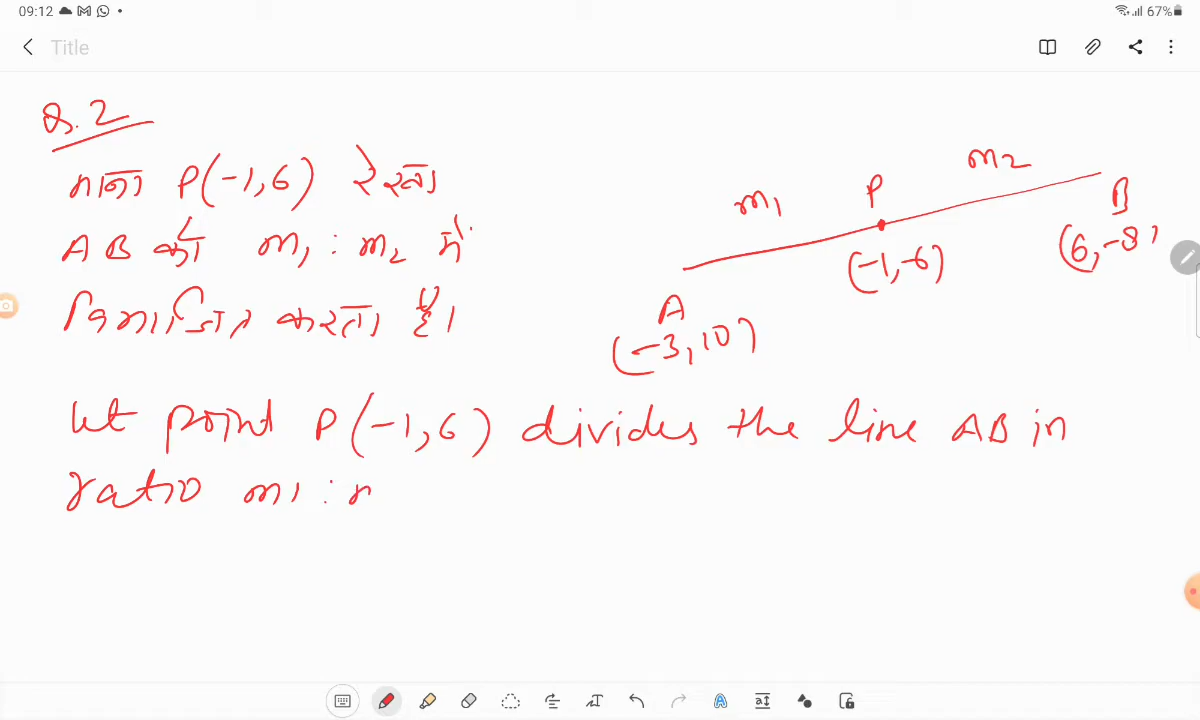 09:12
67%
Title
Q.2
माना P(-1,6) रेखा
AB को m1 : m2 में
विभाजित करता है।
m1
P
m2
B
(-1,-6)
(6,-8)
A
(-3,10)
let point P(-1,6) divides the line AB in
ratio m1 :